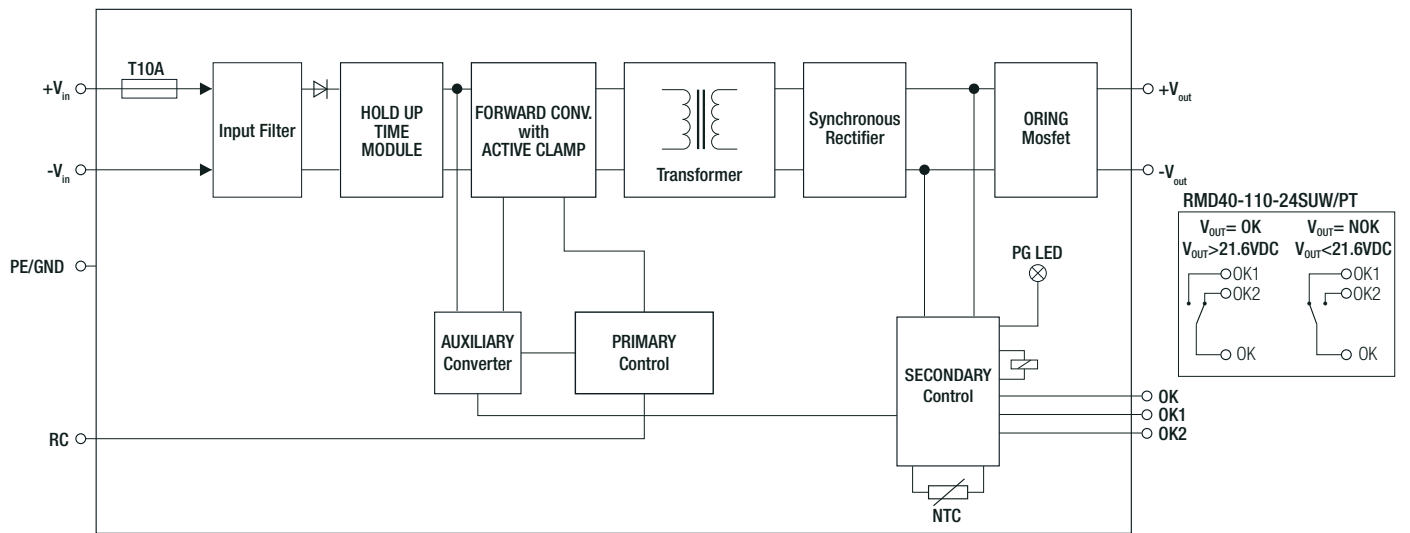 T10A
+Vin
-Vin
PE/GND
RC
Input Filter
HOLD UP
TIME
MODULE
FORWARD CONV.
with
ACTIVE CLAMP
Transformer
Synchronous
Rectifier
ORING
Mosfet
+Vout
-Vout
RMD40-110-24SUW/PT
VOUT= OK
VOUT>21.6VDC
OK1
OK2
OK
VOUT= NOK
VOUT<21.6VDC
OK1
OK2
OK
PG LED
AUXILIARY
Converter
PRIMARY
Control
SECONDARY
Control
OK
OK1
OK2
NTC